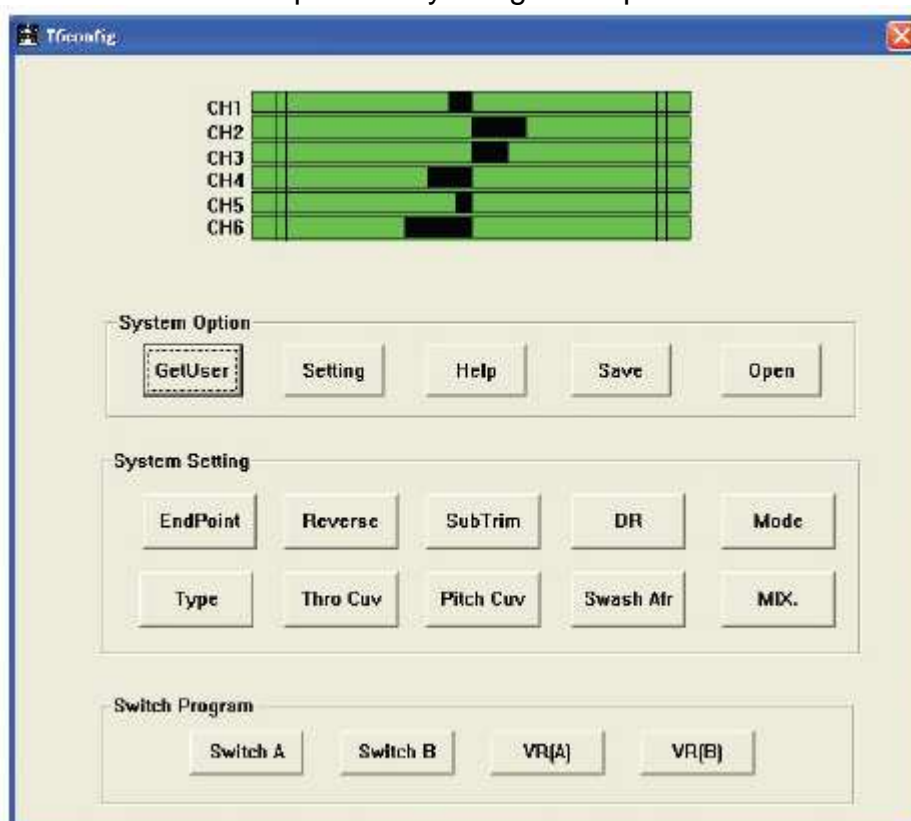 T6config
CH1
CH2
CH3
CH4
CH5
CH6
System Option
GetUser Setting Help Save Open
System Setting
EndPoint Reverse SubTrim DR Mode
Type Thro Cuv Pitch Cuv Swash Afr MIX.
Switch Program
Switch A Switch B VR(A) VR(B)